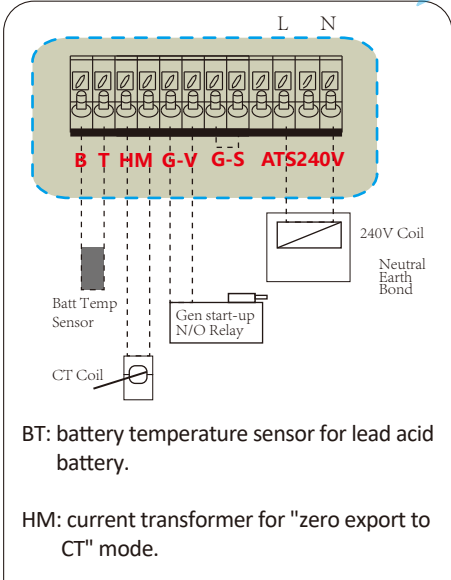 L N
B T HM G-V G-S ATS240V
240V Coil
Neutral
Earth
Bond
Batt Temp
Sensor
Gen start-up
N/O Relay
CT Coil
BT: battery temperature sensor for lead acid
battery.
HM: current transformer for "zero export to
CT" mode.